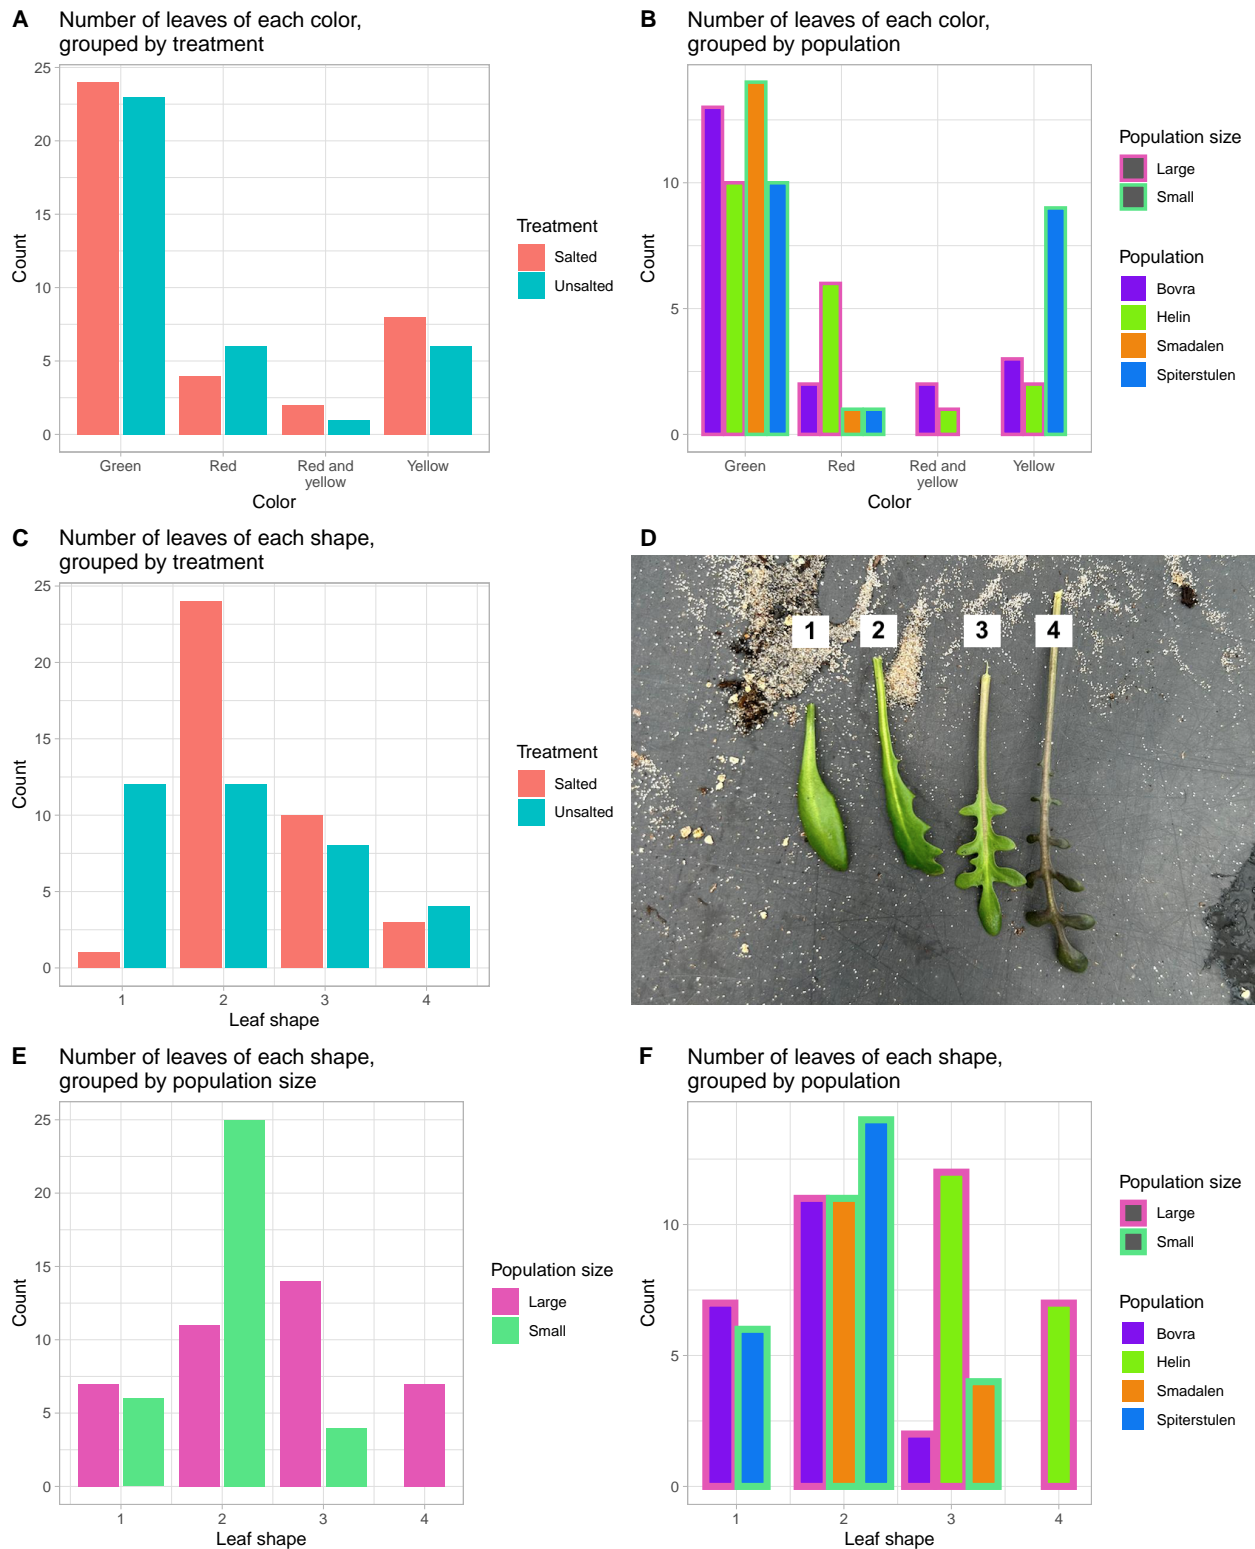 A
Number of leaves of each color,
grouped by treatment
25
20
15
10
5
0
Count
Green
Red
Red and
yellow
Yellow
Color
Treatment
Salted
Unsalted
B
Number of leaves of each color,
grouped by population
10
5
0
Count
Green
Red
Red and
yellow
Yellow
Color
Population size
Large
Small
Population
Bovra
Helin
Smadalen
Spiterstulen
C
Number of leaves of each shape,
grouped by treatment
25
20
15
10
5
0
Count
1
2
3
4
Leaf shape
Treatment
Salted
Unsalted
D
1
2
3
4
E
Number of leaves of each shape,
grouped by population size
25
20
15
10
5
0
Count
1
2
3
4
Leaf shape
Population size
Large
Small
F
Number of leaves of each shape,
grouped by population
10
5
0
Count
1
2
3
4
Leaf shape
Population size
Large
Small
Population
Bovra
Helin
Smadalen
Spiterstulen